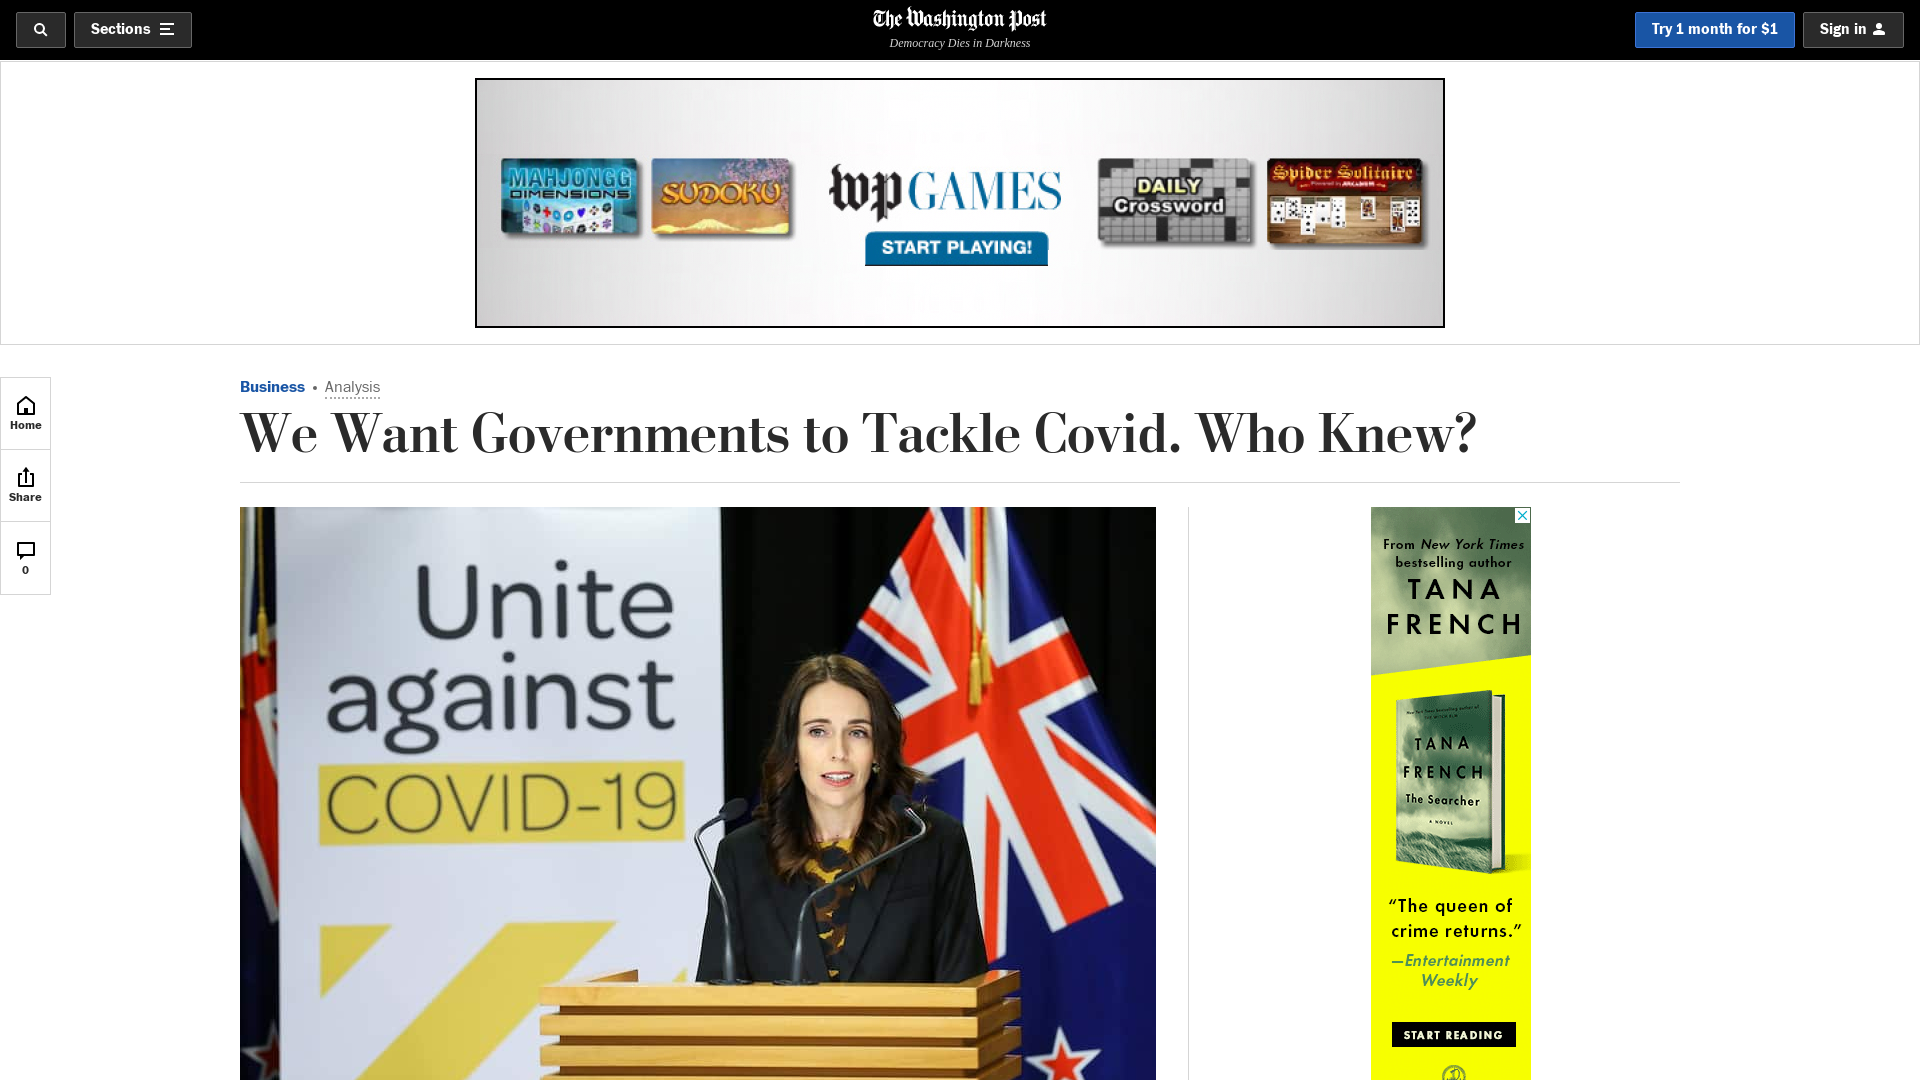 Sections
The Washington Post
Democracy Dies in Darkness
Try 1 month for $1
Sign in
MAHJONGG
DIMENSIONS
SUDOKU
wp GAMES
START PLAYING!
DAILY
Crossword
Spider Solitaire
Home
Share
0
Business • Analysis
We Want Governments to Tackle Covid. Who Knew?
Unite
against
COVID-19
From New York Times
bestselling author
TANA
FRENCH
TANA
FRENCH
The Searcher
A NOVEL
“The queen of
crime returns.”
—Entertainment
Weekly
START READING